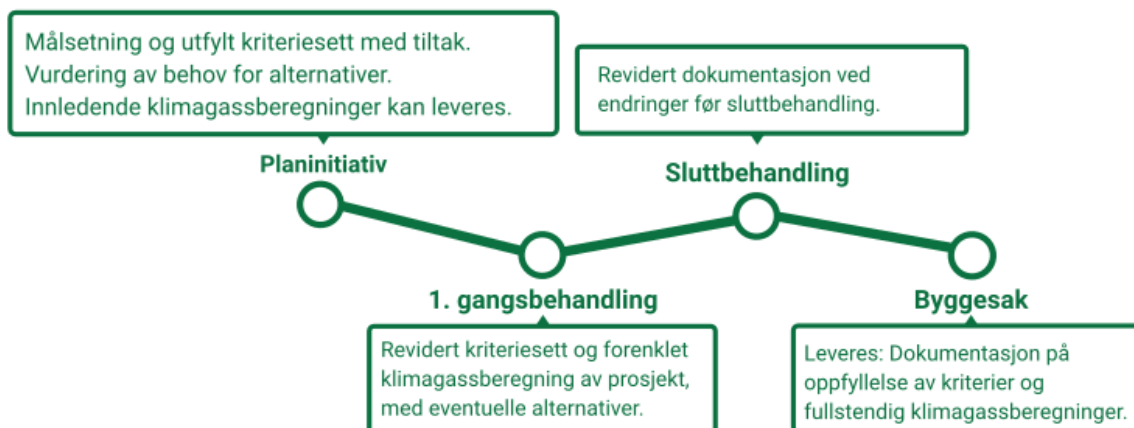 Målsetning og utfylt kriteriesett med tiltak.
Vurdering av behov for alternativer.
Innledende klimagassberegninger kan leveres.
Planinitiativ
Revidert dokumentasjon ved
endringer før sluttbehandling.
Sluttbehandling
1. gangsbehandling
Revidert kriteriesett og forenklet
klimagassberegning av prosjekt,
med eventuelle alternativer.
Byggesak
Leveres: Dokumentasjon på
oppfyllelse av kriterier og
fullstendig klimagassberegninger.